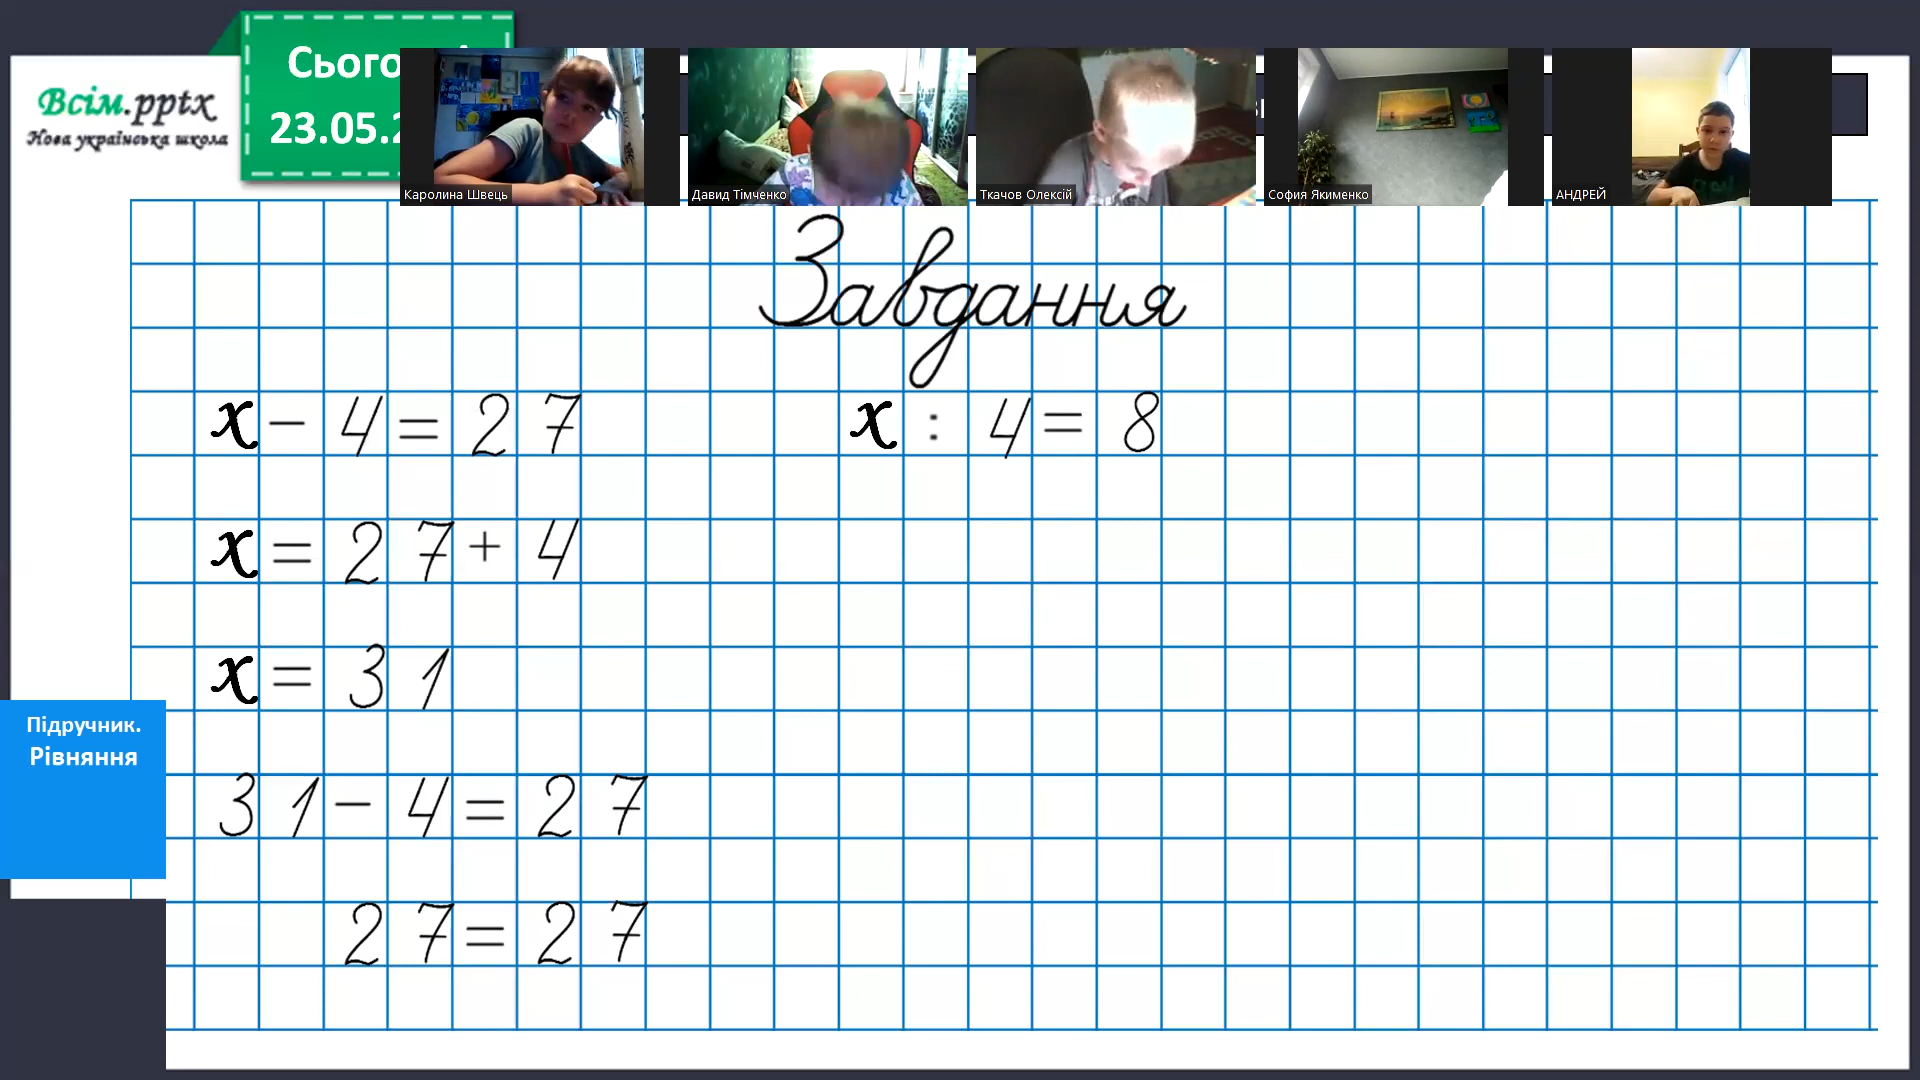 Всім.pptx
Нова українська школа
Сього
23.05.2
Каролина Швець
Давид Тімченко
Ткачов Олексій
София Якименко
АНДРЕЙ
Завдання
x - 4 = 27
x : 4 = 8
x = 27 + 4
x = 31
31 - 4 = 27
27 = 27
Підручник.
Рівняння